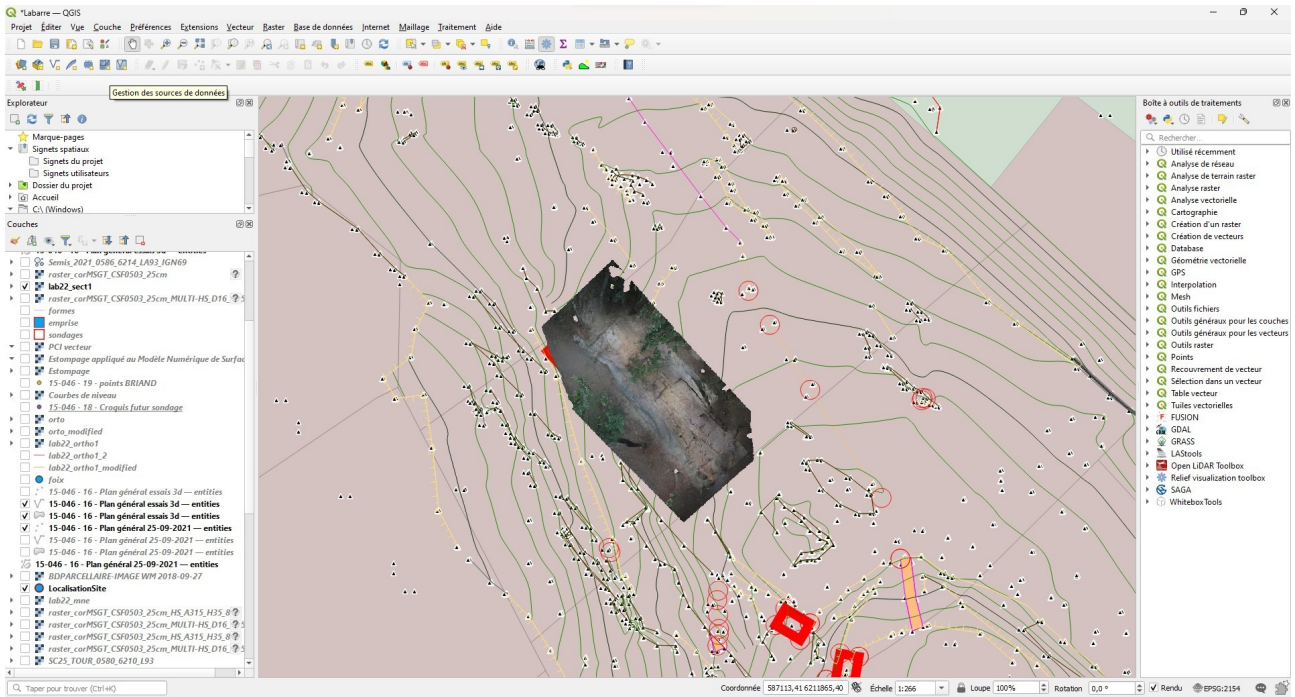 *Labarre — QGIS
Projet Éditer Vue Couche Préférences Extensions Vecteur Raster Base de données Internet Maillage Traitement Aide
Gestion des sources de données
Explorateur
Marque-pages
Signets spatiaux
Signets du projet
Signets utilisateurs
Dossier du projet
Accueil
C:\ (Windows)
Couches
Semis_2021_0586_6214_LA93_IGN69
raster_corMSGT_CSF0503_25cm
lab22_sect1
raster_corMSGT_CSF0503_25cm_MULTI-HS_D16_
formes
emprise
sondages
PCI vecteur
Estompage appliqué au Modèle Numérique de Surfac
Estompage
15-046 - 19 - points BRIAND
Courbes de niveau
15-046 - 18 - Croquis futur sondage
orto
orto_modified
lab22_ortho1
lab22_ortho1_2
lab22_ortho1_modified
foix
15-046 - 16 - Plan général essais 3d — entities
15-046 - 16 - Plan général essais 3d — entities
15-046 - 16 - Plan général essais 3d — entities
15-046 - 16 - Plan général 25-09-2021 — entities
15-046 - 16 - Plan général 25-09-2021 — entities
15-046 - 16 - Plan général 25-09-2021 — entities
15-046 - 16 - Plan général 25-09-2021 — entities
BDPARCELLAIRE-IMAGE WM 2018-09-27
LocalisationSite
lab22_mne
raster_corMSGT_CSF0503_25cm_HS_A315_H35_8
raster_corMSGT_CSF0503_25cm_MULTI-HS_D16_
raster_corMSGT_CSF0503_25cm_HS_A315_H35_8
raster_corMSGT_CSF0503_25cm_MULTI-HS_D16_
SC25_TOUR_0580_6210_L93
Boîte à outils de traitements
Rechercher…
Utilisé récemment
Analyse de réseau
Analyse de terrain raster
Analyse raster
Analyse vectorielle
Cartographie
Création d'un raster
Création de vecteurs
Database
Géométrie vectorielle
GPS
Interpolation
Mesh
Outils fichiers
Outils généraux pour les couches
Outils généraux pour les vecteurs
Outils raster
Points
Recouvrement de vecteur
Sélection dans un vecteur
Table vecteur
Tuiles vectorielles
FUSION
GDAL
GRASS
LAStools
Open LiDAR Toolbox
Relief visualization toolbox
SAGA
WhiteboxTools
Taper pour trouver (Ctrl+K)
Coordonnée 587113,41 6211865,40 Échelle 1:266 Loupe 100% Rotation 0,0 ° Rendu EPSG:2154